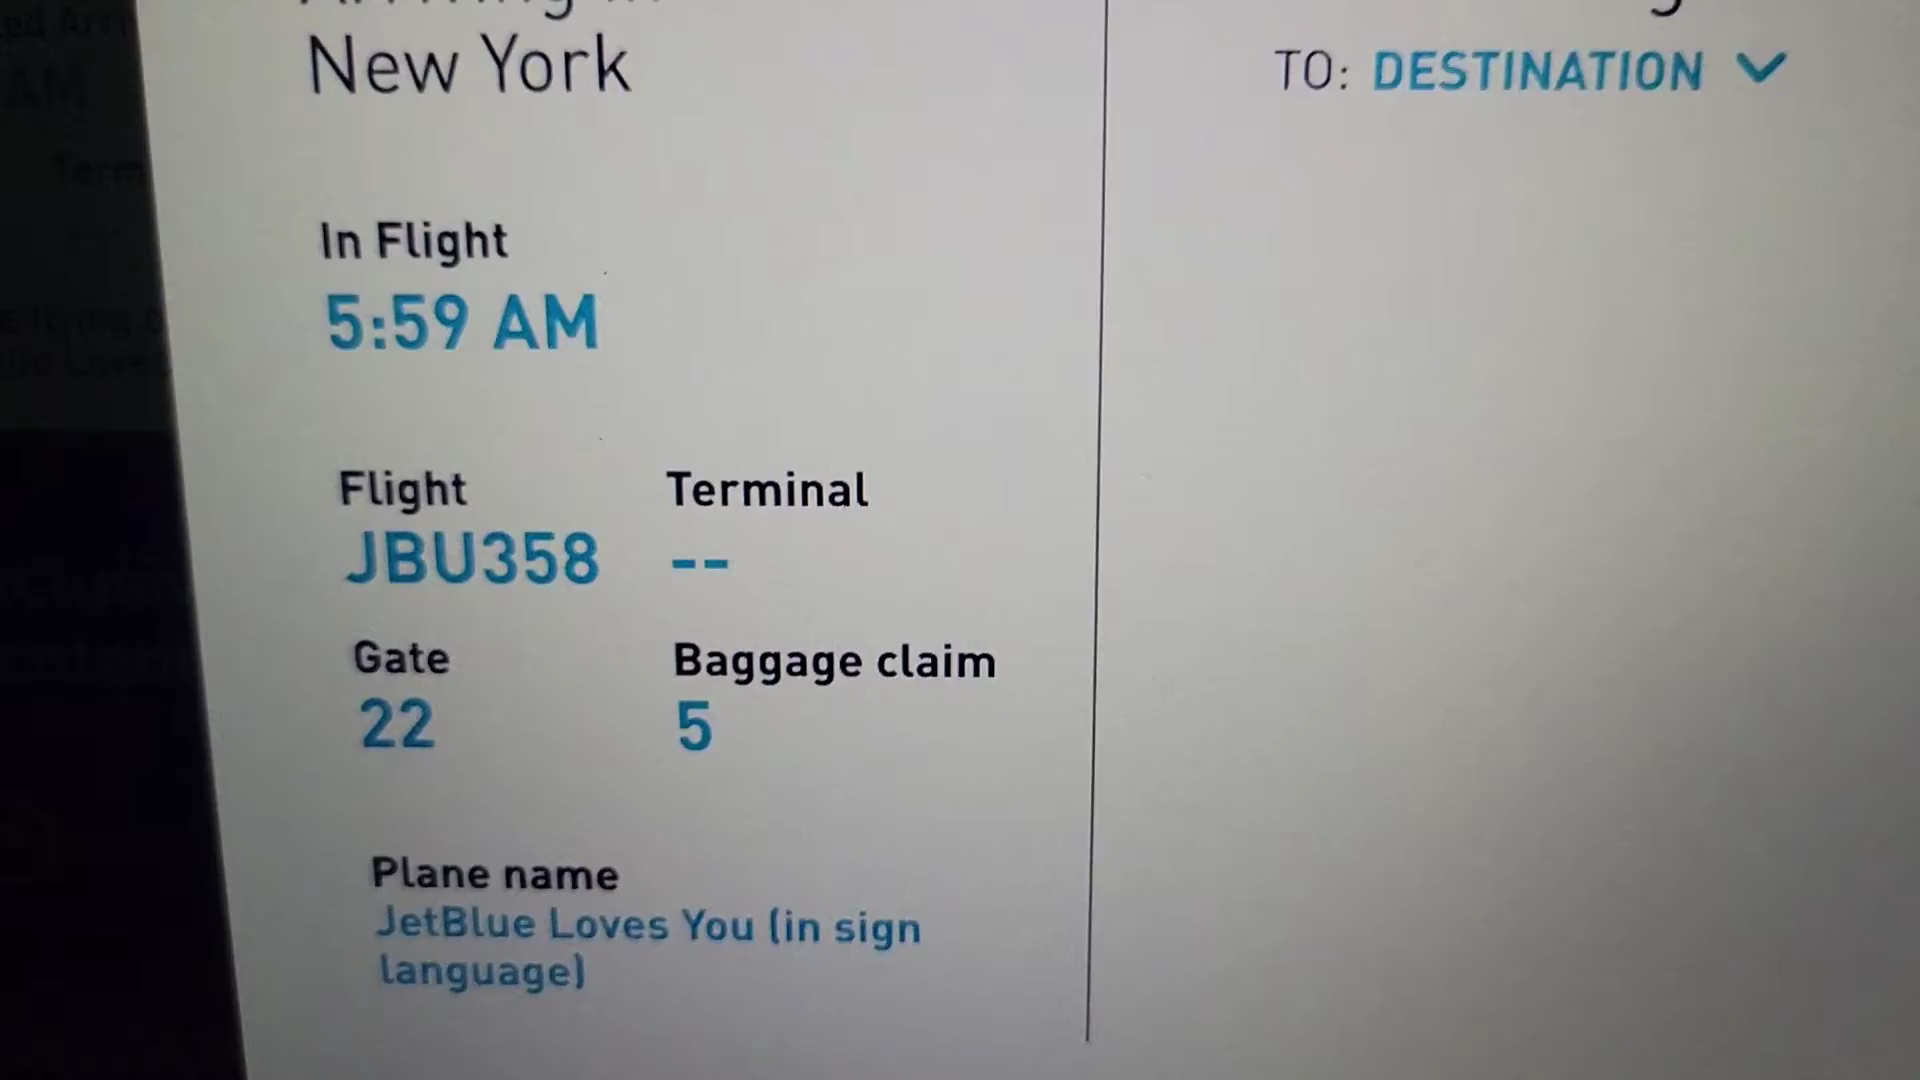 New York
TO: DESTINATION
In Flight
5:59 AM
Flight
Terminal
JBU358
--
Gate
Baggage claim
22
5
Plane name
JetBlue Loves You (in sign
language)